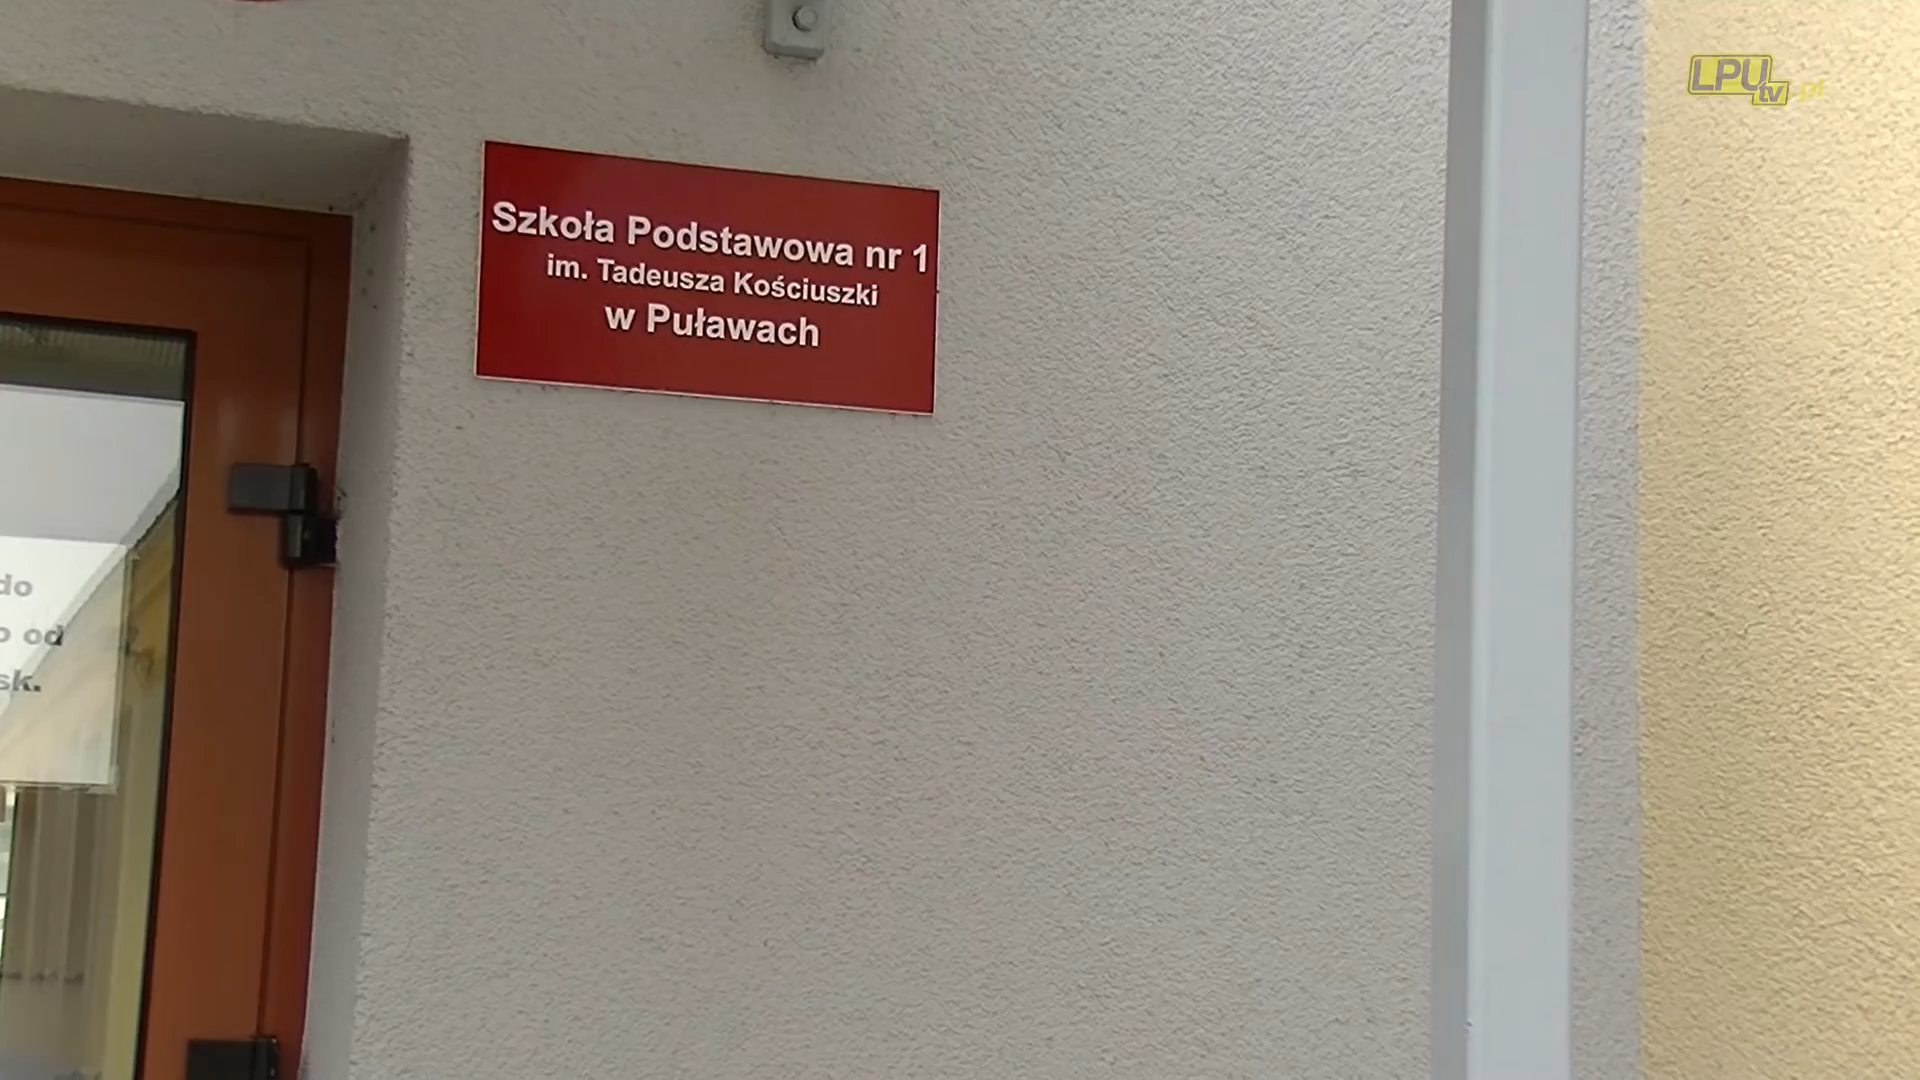 LPUtv.pl
Szkoła Podstawowa nr 1
im. Tadeusza Kościuszki
w Puławach
do
od
sk.